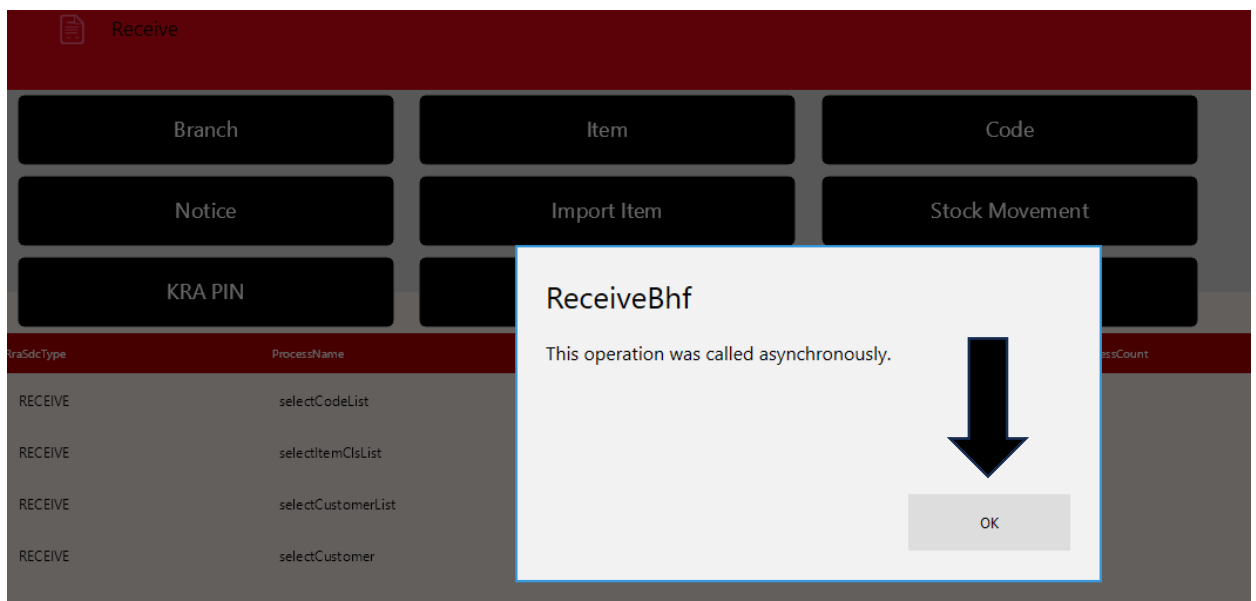 Receive
Branch Item Code
Notice Import Item Stock Movement
KRA PIN
ReceiveBhf
This operation was called asynchronously.
RraSdcType ProcessName essCount
RECEIVE selectCodeList
RECEIVE selectItemClsList
RECEIVE selectCustomerList
OK
RECEIVE selectCustomer